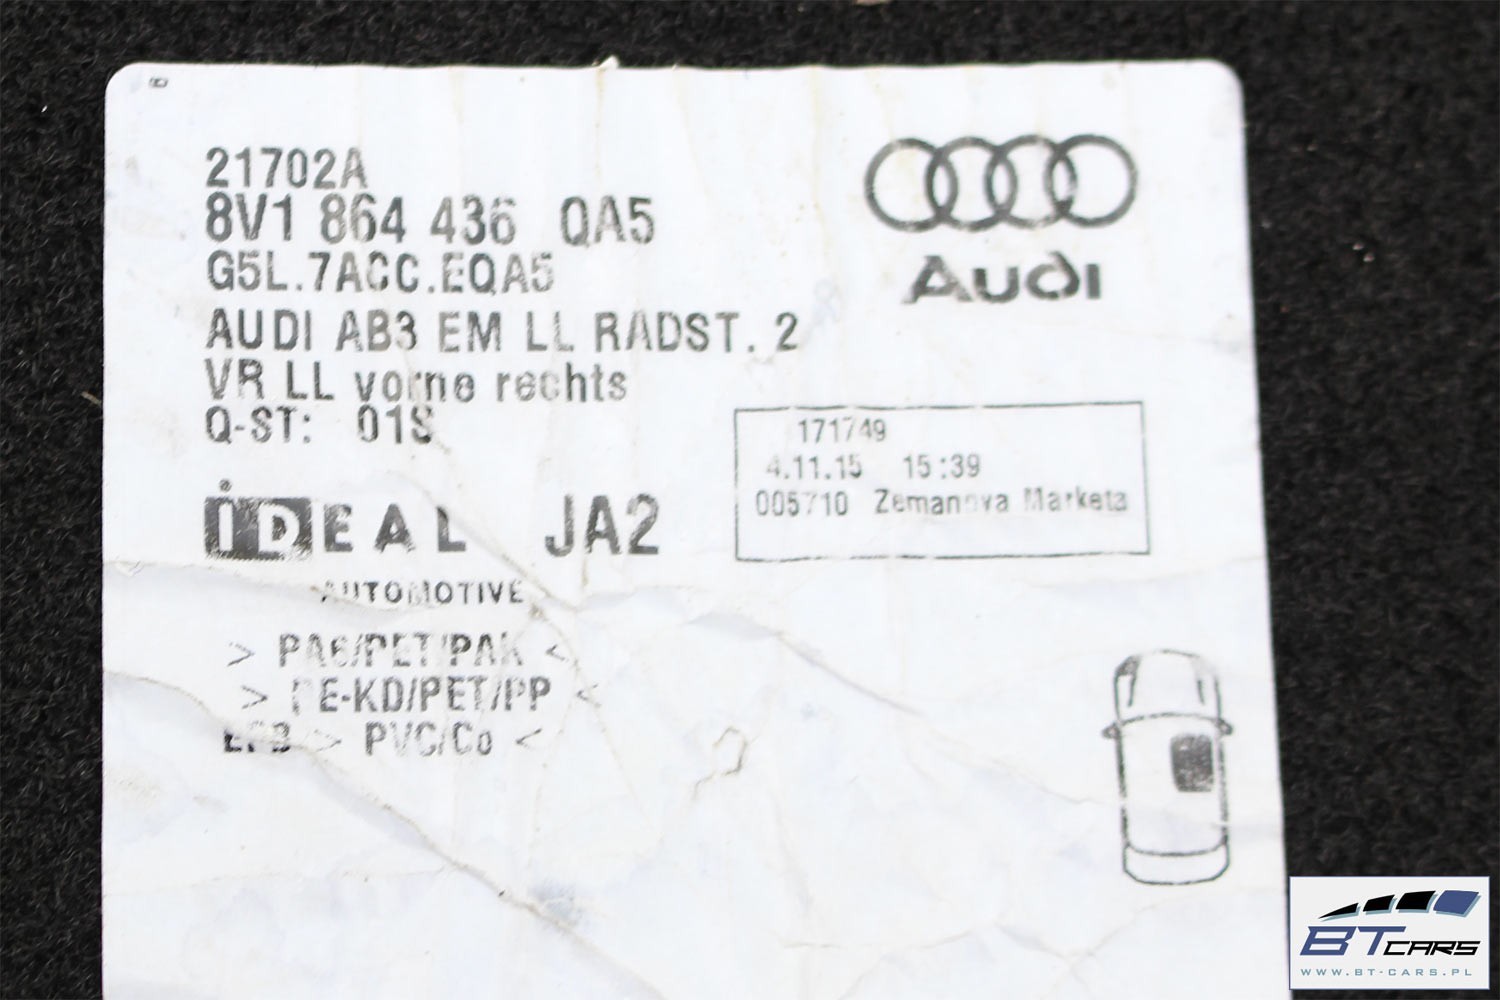 21702A
8V1 864 436 QA5
G5L.7ACC.EQA5
AUDI AB3 EM LL RADST. 2
VR LL vorne rechts
Q-ST: 01S
iDEAL JA2
AUTOMOTIVE
> PA6/PET/PAK <
> PE-KD/PET/PP <
> PVC/Co <
Audi
171749
4.11.15 15:39
005710 Zemanova Marketa
BT CARS
WWW.BT-CARS.PL